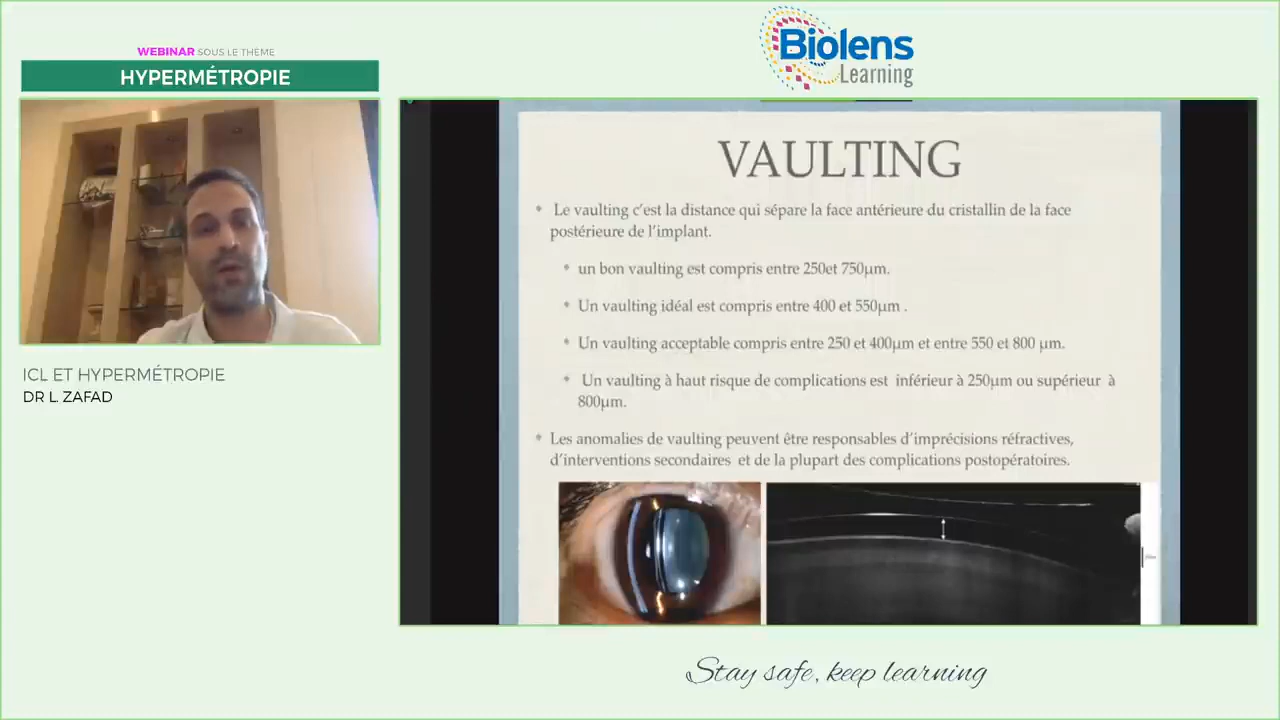 WEBINAR SOUS LE THÈME
HYPERMÉTROPIE
Biolens
Learning
ICL ET HYPERMÉTROPIE
DR L. ZAFAD
VAULTING
Le vaulting c'est la distance qui sépare la face antérieure du cristallin de la face
postérieure de l'implant.
un bon vaulting est compris entre 250et 750µm.
Un vaulting idéal est compris entre 400 et 550µm .
Un vaulting acceptable compris entre 250 et 400µm et entre 550 et 800 µm.
Un vaulting à haut risque de complications est inférieur à 250µm ou supérieur à
800µm.
Les anomalies de vaulting peuvent être responsables d'imprécisions réfractives,
d'interventions secondaires et de la plupart des complications postopératoires.
Stay safe, keep learning